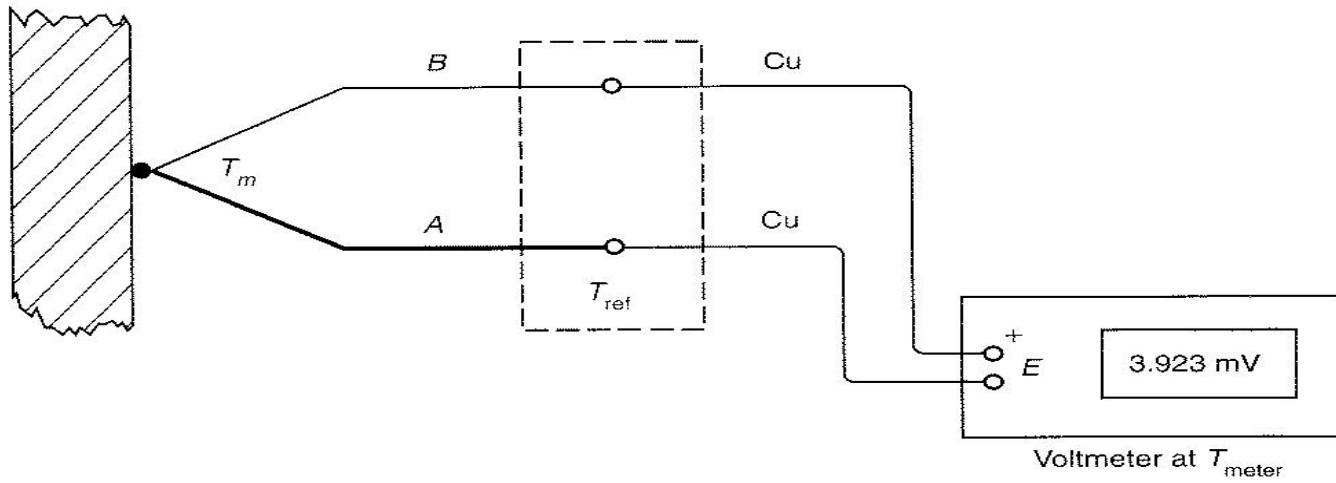 B
Cu
T_m
A
Cu
T_ref
+
E
3.923 mV
Voltmeter at T_meter